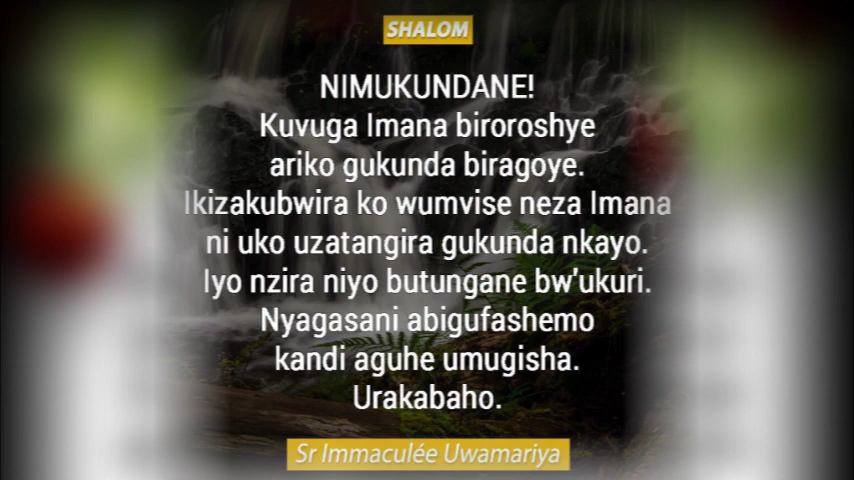 SHALOM
NIMUKUNDANE!
Kuvuga Imana biroroshye
ariko gukunda biragoye.
Ikizakubwira ko wumvise neza Imana
ni uko uzatangira gukunda nkayo.
Iyo nzira niyo butungane bw'ukuri.
Nyagasani abigufashemo
kandi aguhe umugisha.
Urakabaho.
Sr Immaculée Uwamariya